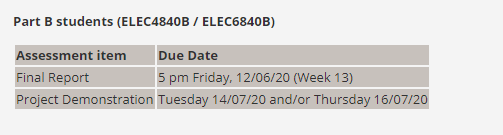 Part B students (ELEC4840B / ELEC6840B)
Assessment item Due Date
Final Report 5 pm Friday, 12/06/20 (Week 13)
Project Demonstration Tuesday 14/07/20 and/or Thursday 16/07/20